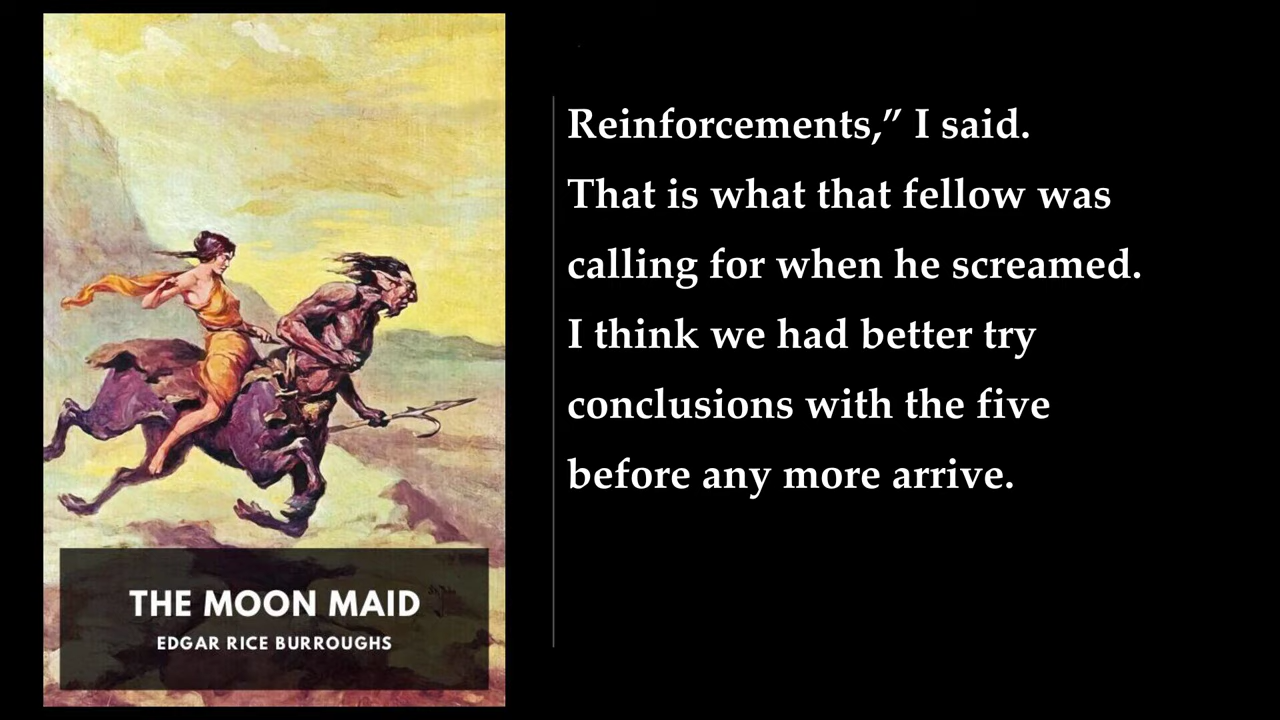 Reinforcements,” I said.
That is what that fellow was
calling for when he screamed.
I think we had better try
conclusions with the five
before any more arrive.
THE MOON MAID
EDGAR RICE BURROUGHS